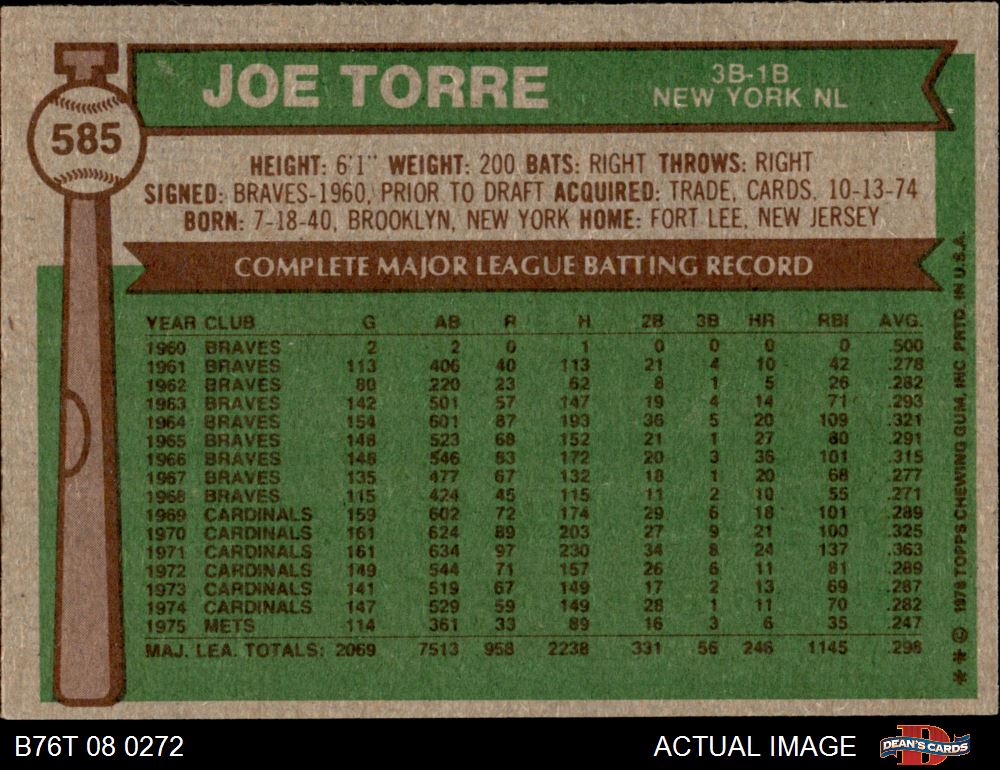 585
JOE TORRE
3B-1B
NEW YORK NL
HEIGHT: 6'1" WEIGHT: 200 BATS: RIGHT THROWS: RIGHT
SIGNED: BRAVES-1960, PRIOR TO DRAFT ACQUIRED: TRADE, CARDS, 10-13-74
BORN: 7-18-40, BROOKLYN, NEW YORK HOME: FORT LEE, NEW JERSEY
COMPLETE MAJOR LEAGUE BATTING RECORD
YEAR CLUB G AB R H 2B 3B HR RBI AVG.
1960 BRAVES 2 2 0 1 0 0 0 0 .500
1961 BRAVES 113 406 40 113 21 4 10 42 .278
1962 BRAVES 80 220 23 62 8 1 5 26 .282
1963 BRAVES 142 501 57 147 19 4 14 71 .293
1964 BRAVES 154 601 87 193 36 5 20 109 .321
1965 BRAVES 148 523 68 152 21 1 27 80 .291
1966 BRAVES 148 546 83 172 20 3 36 101 .315
1967 BRAVES 135 477 67 132 18 1 20 68 .277
1968 BRAVES 115 424 45 115 11 2 10 55 .271
1969 CARDINALS 159 602 72 174 29 6 18 101 .289
1970 CARDINALS 161 624 89 203 27 9 21 100 .325
1971 CARDINALS 161 634 97 230 34 8 24 137 .363
1972 CARDINALS 149 544 71 157 26 6 11 81 .289
1973 CARDINALS 141 519 67 149 17 2 13 69 .287
1974 CARDINALS 147 529 59 149 28 1 11 70 .282
1975 METS 114 361 33 89 16 3 6 35 .247
MAJ. LEA. TOTALS: 2069 7513 958 2238 331 56 246 1145 .298
* * © 1976 TOPPS CHEWING GUM, INC. PRTD. IN U.S.A.
B76T 08 0272
ACTUAL IMAGE
D
DEAN'S CARDS